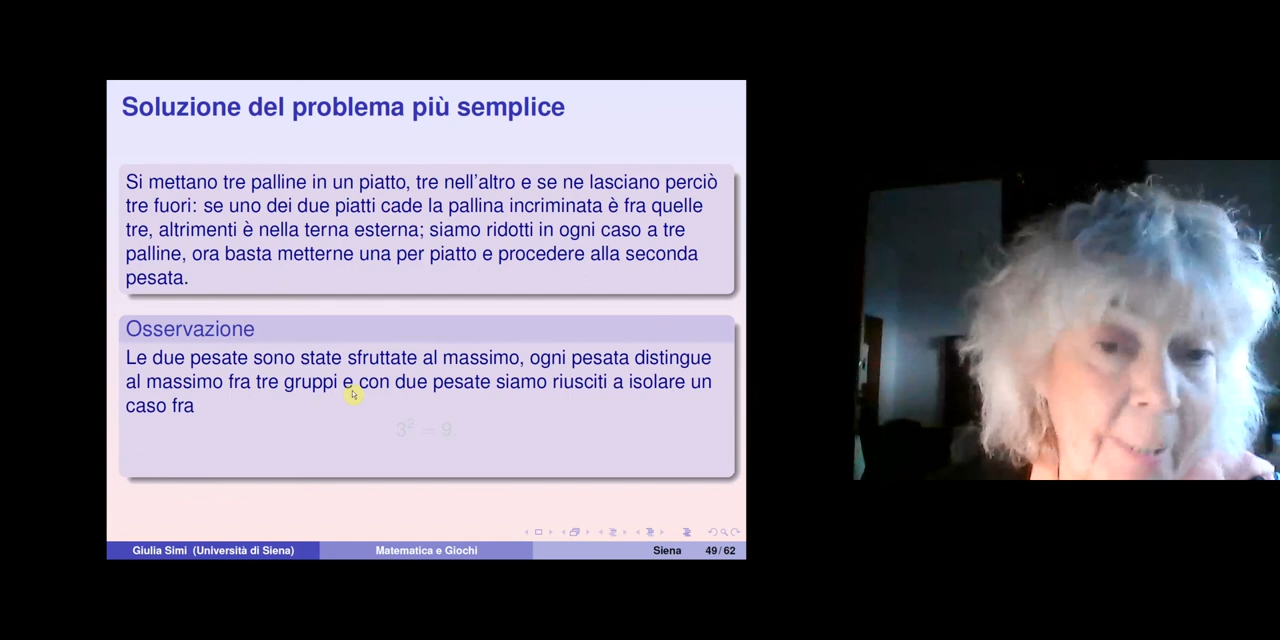 Soluzione del problema più semplice
Si mettano tre palline in un piatto, tre nell'altro e se ne lasciano perciò
tre fuori: se uno dei due piatti cade la pallina incriminata è fra quelle
tre, altrimenti è nella terna esterna; siamo ridotti in ogni caso a tre
palline, ora basta metterne una per piatto e procedere alla seconda
pesata.
Osservazione
Le due pesate sono state sfruttate al massimo, ogni pesata distingue
al massimo fra tre gruppi e con due pesate siamo riusciti a isolare un
caso fra
3² = 9.
Giulia Simi (Università di Siena) Matematica e Giochi Siena 49 / 62